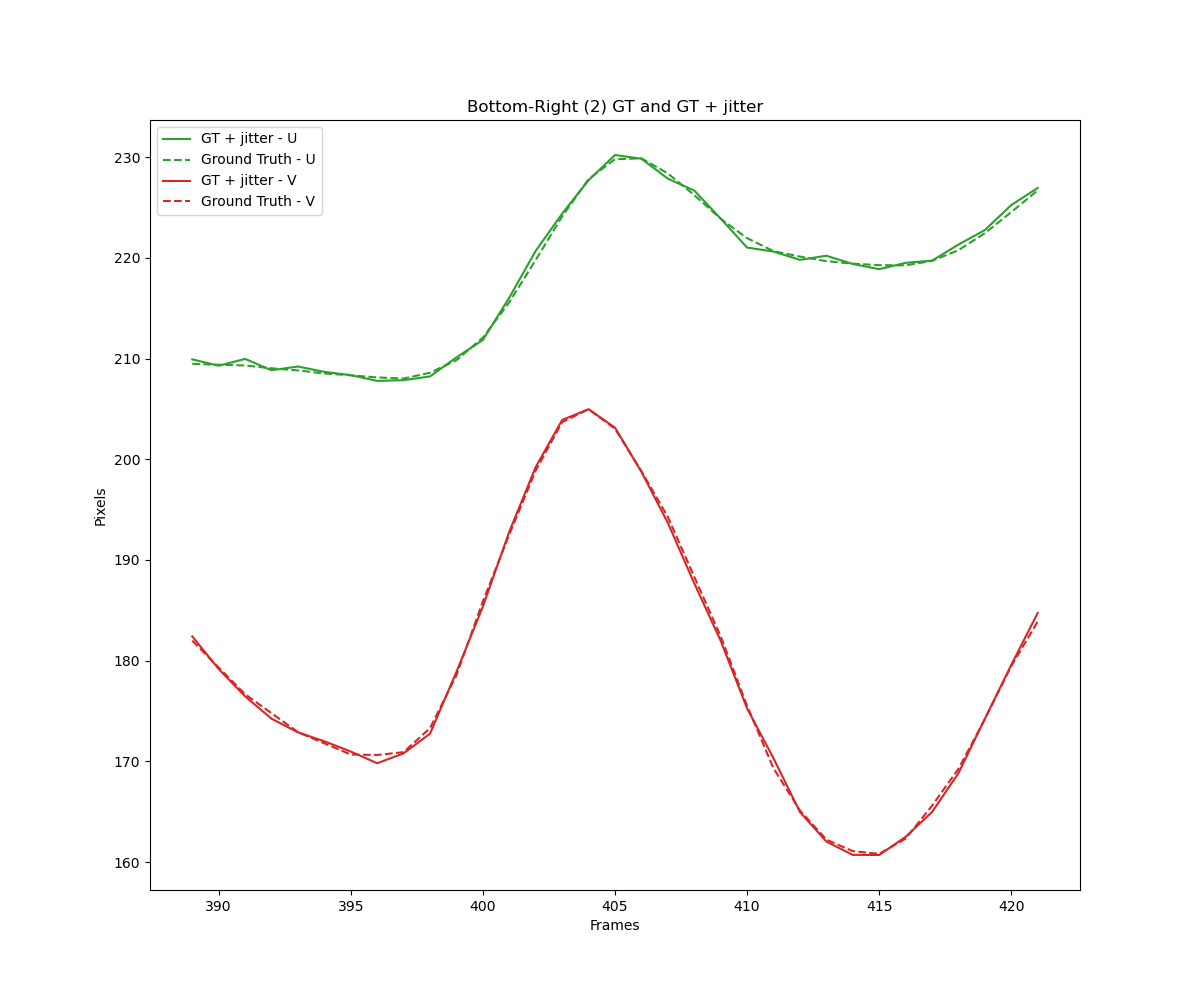 Bottom-Right (2) GT and GT + jitter
GT + jitter - U
Ground Truth - U
GT + jitter - V
Ground Truth - V
230
220
210
200
190
180
170
160
Pixels
390 395 400 405 410 415 420
Frames